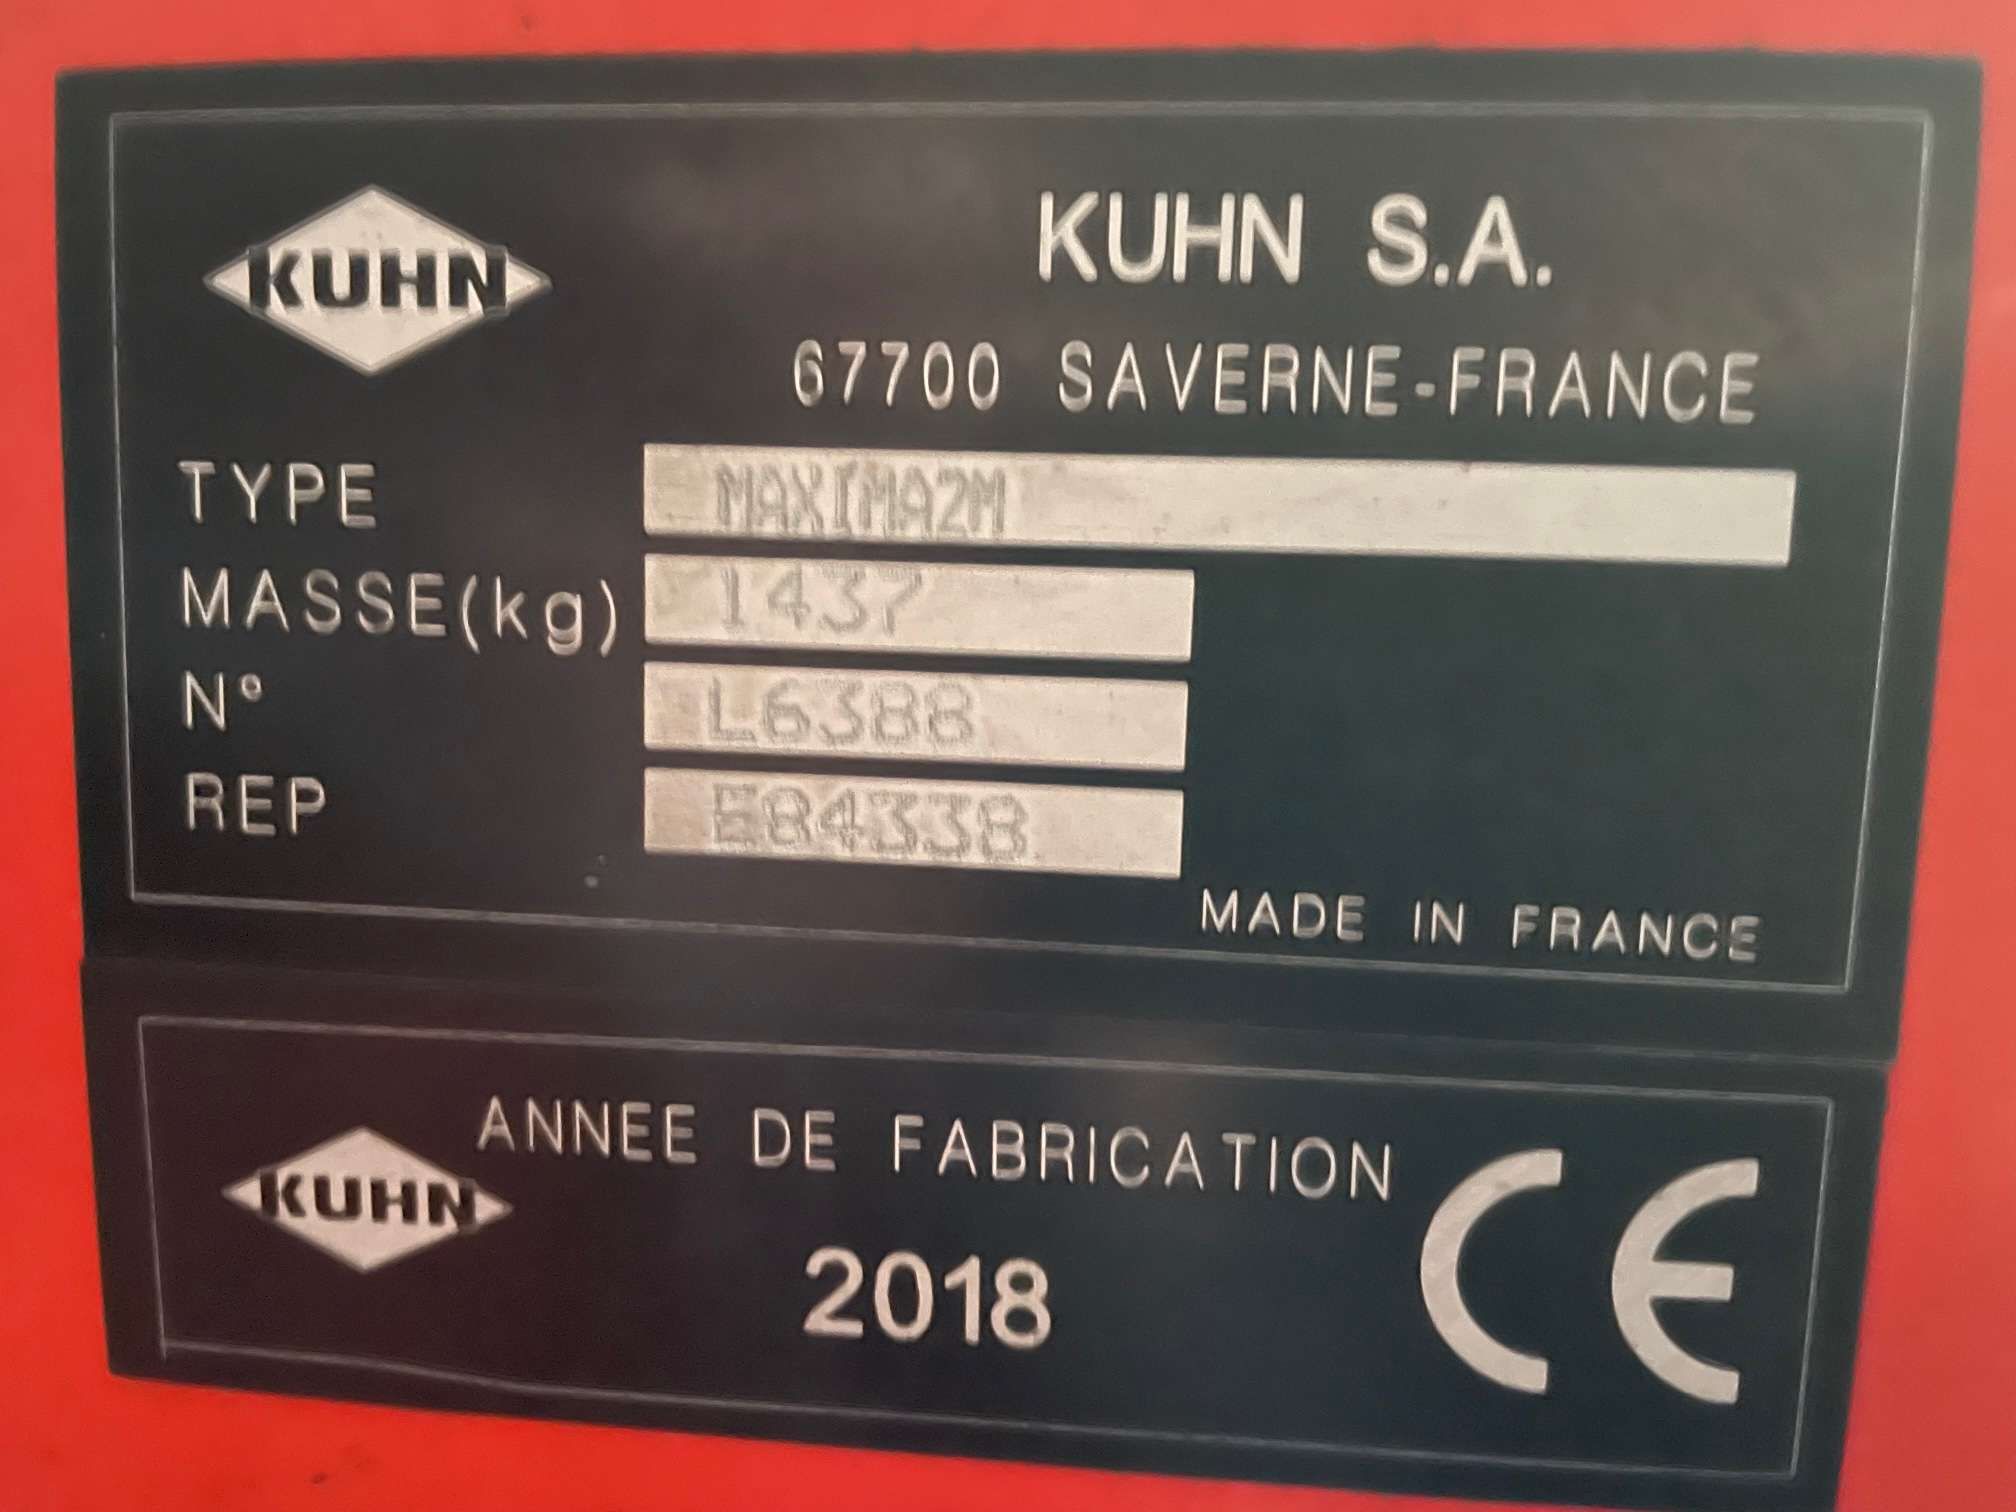 KUHN
KUHN S.A.
67700 SAVERNE-FRANCE
TYPE MAXIMA2M
MASSE(kg) 1437
N° L6388
REP E84338
MADE IN FRANCE
ANNEE DE FABRICATION
KUHN
2018
CE